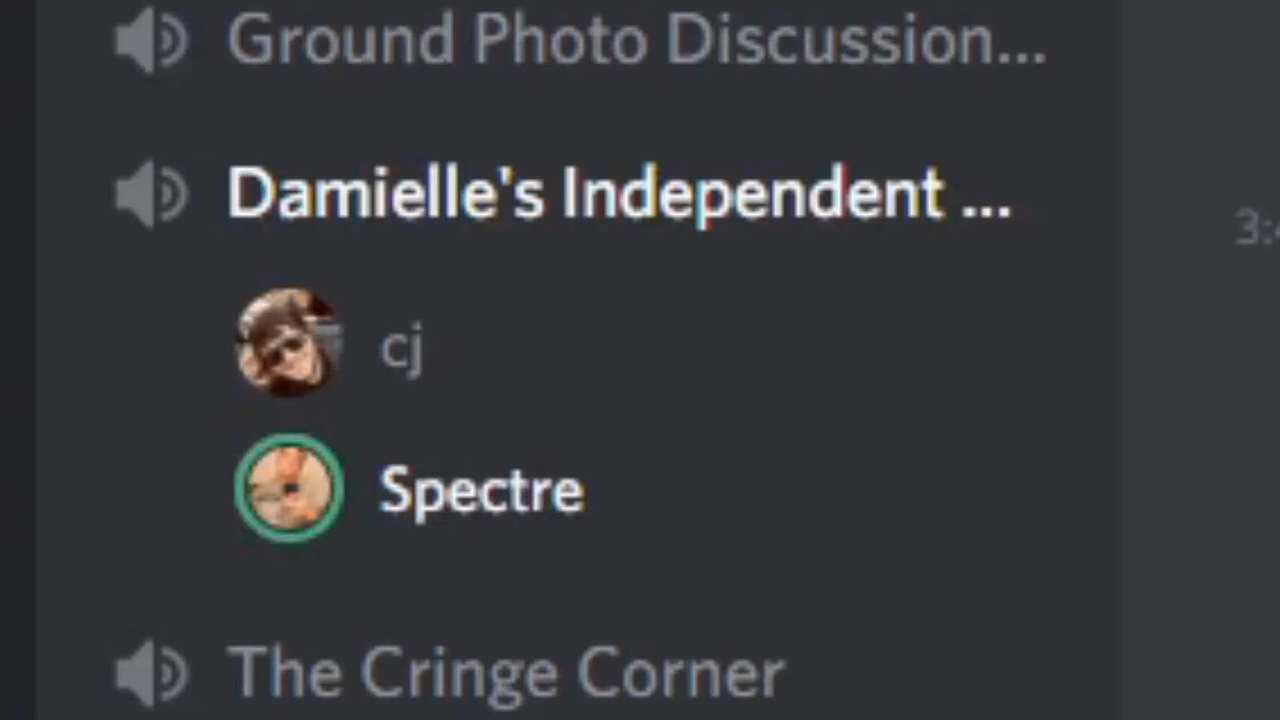 Ground Photo Discussion...
Damielle's Independent ...
cj
Spectre
The Cringe Corner